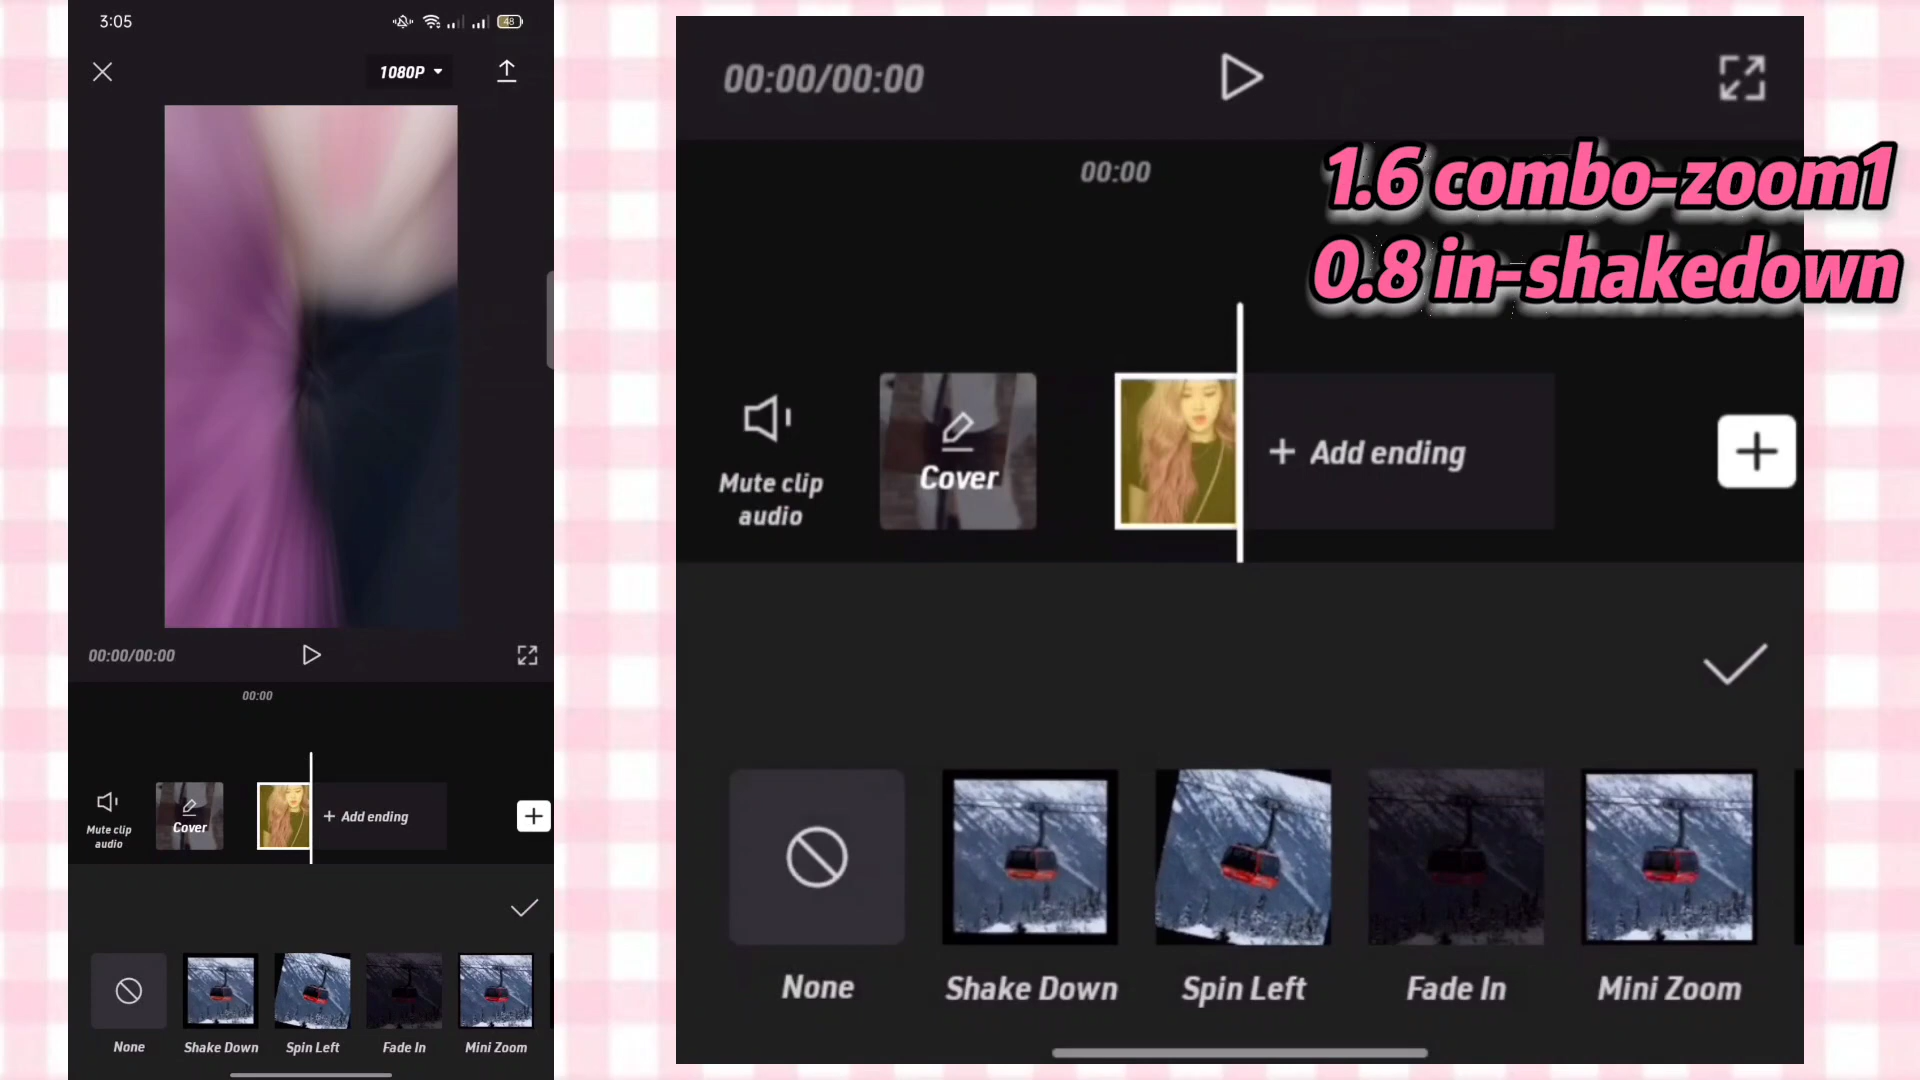 3:05
48
1080P
00:00/00:00
00:00
Mute clip
audio
Cover
+ Add ending
None
Shake Down
Spin Left
Fade In
Mini Zoom
00:00/00:00
00:00
1.6 combo-zoom1
0.8 in-shakedown
Mute clip
audio
Cover
+ Add ending
None
Shake Down
Spin Left
Fade In
Mini Zoom